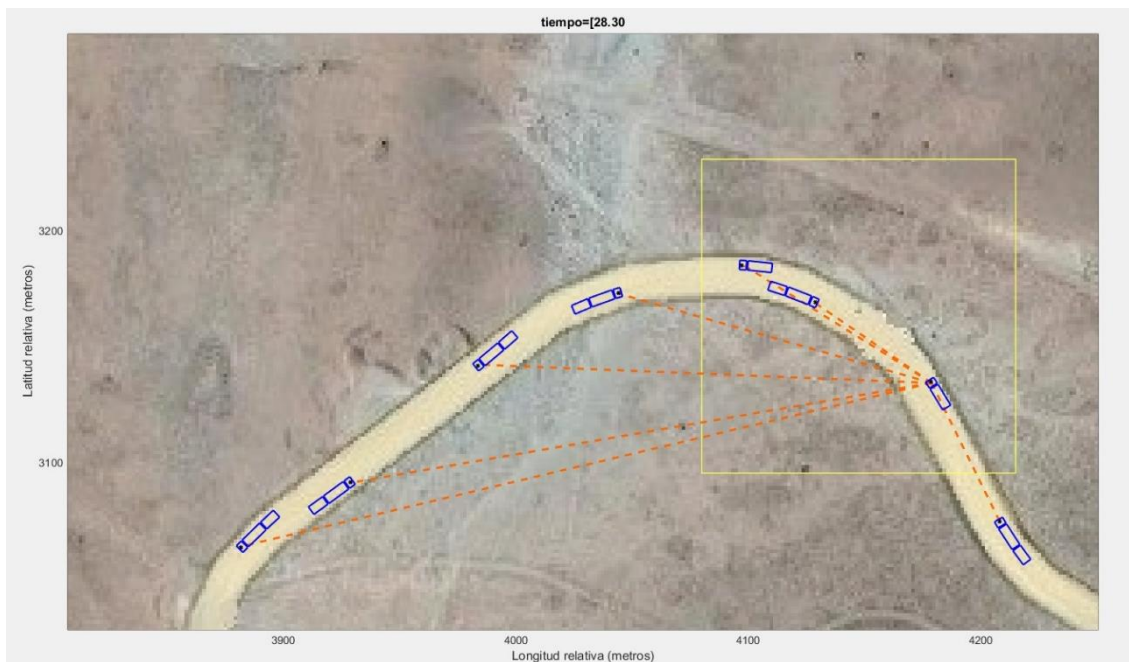 tiempo=[28.30
Latitud relativa (metros)
3200
3100
3900 4000 4100 4200
Longitud relativa (metros)